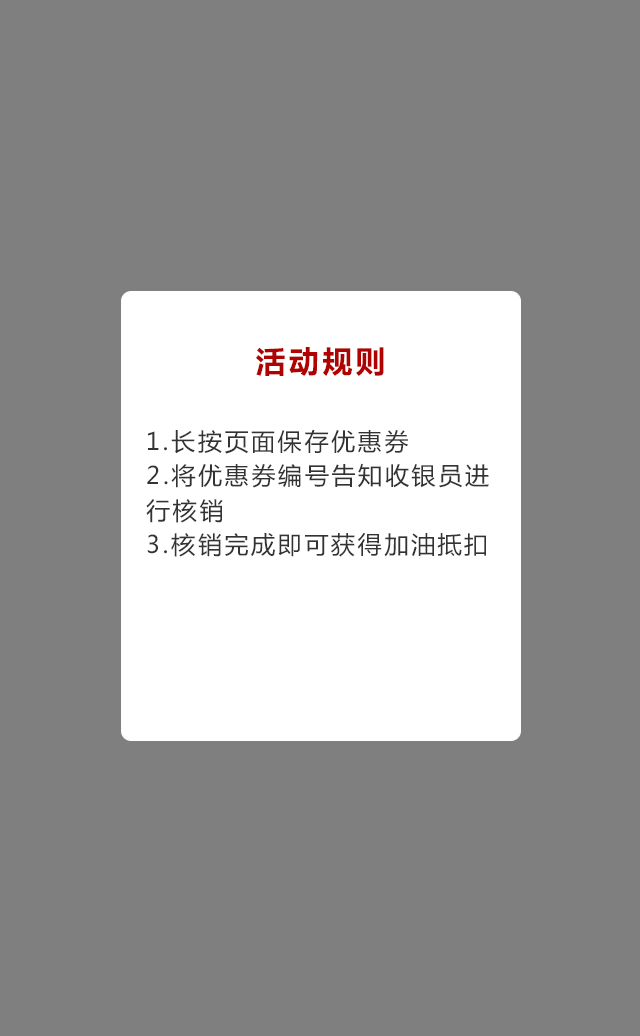 活动规则
1.长按页面保存优惠券
2.将优惠券编号告知收银员进
行核销
3.核销完成即可获得加油抵扣